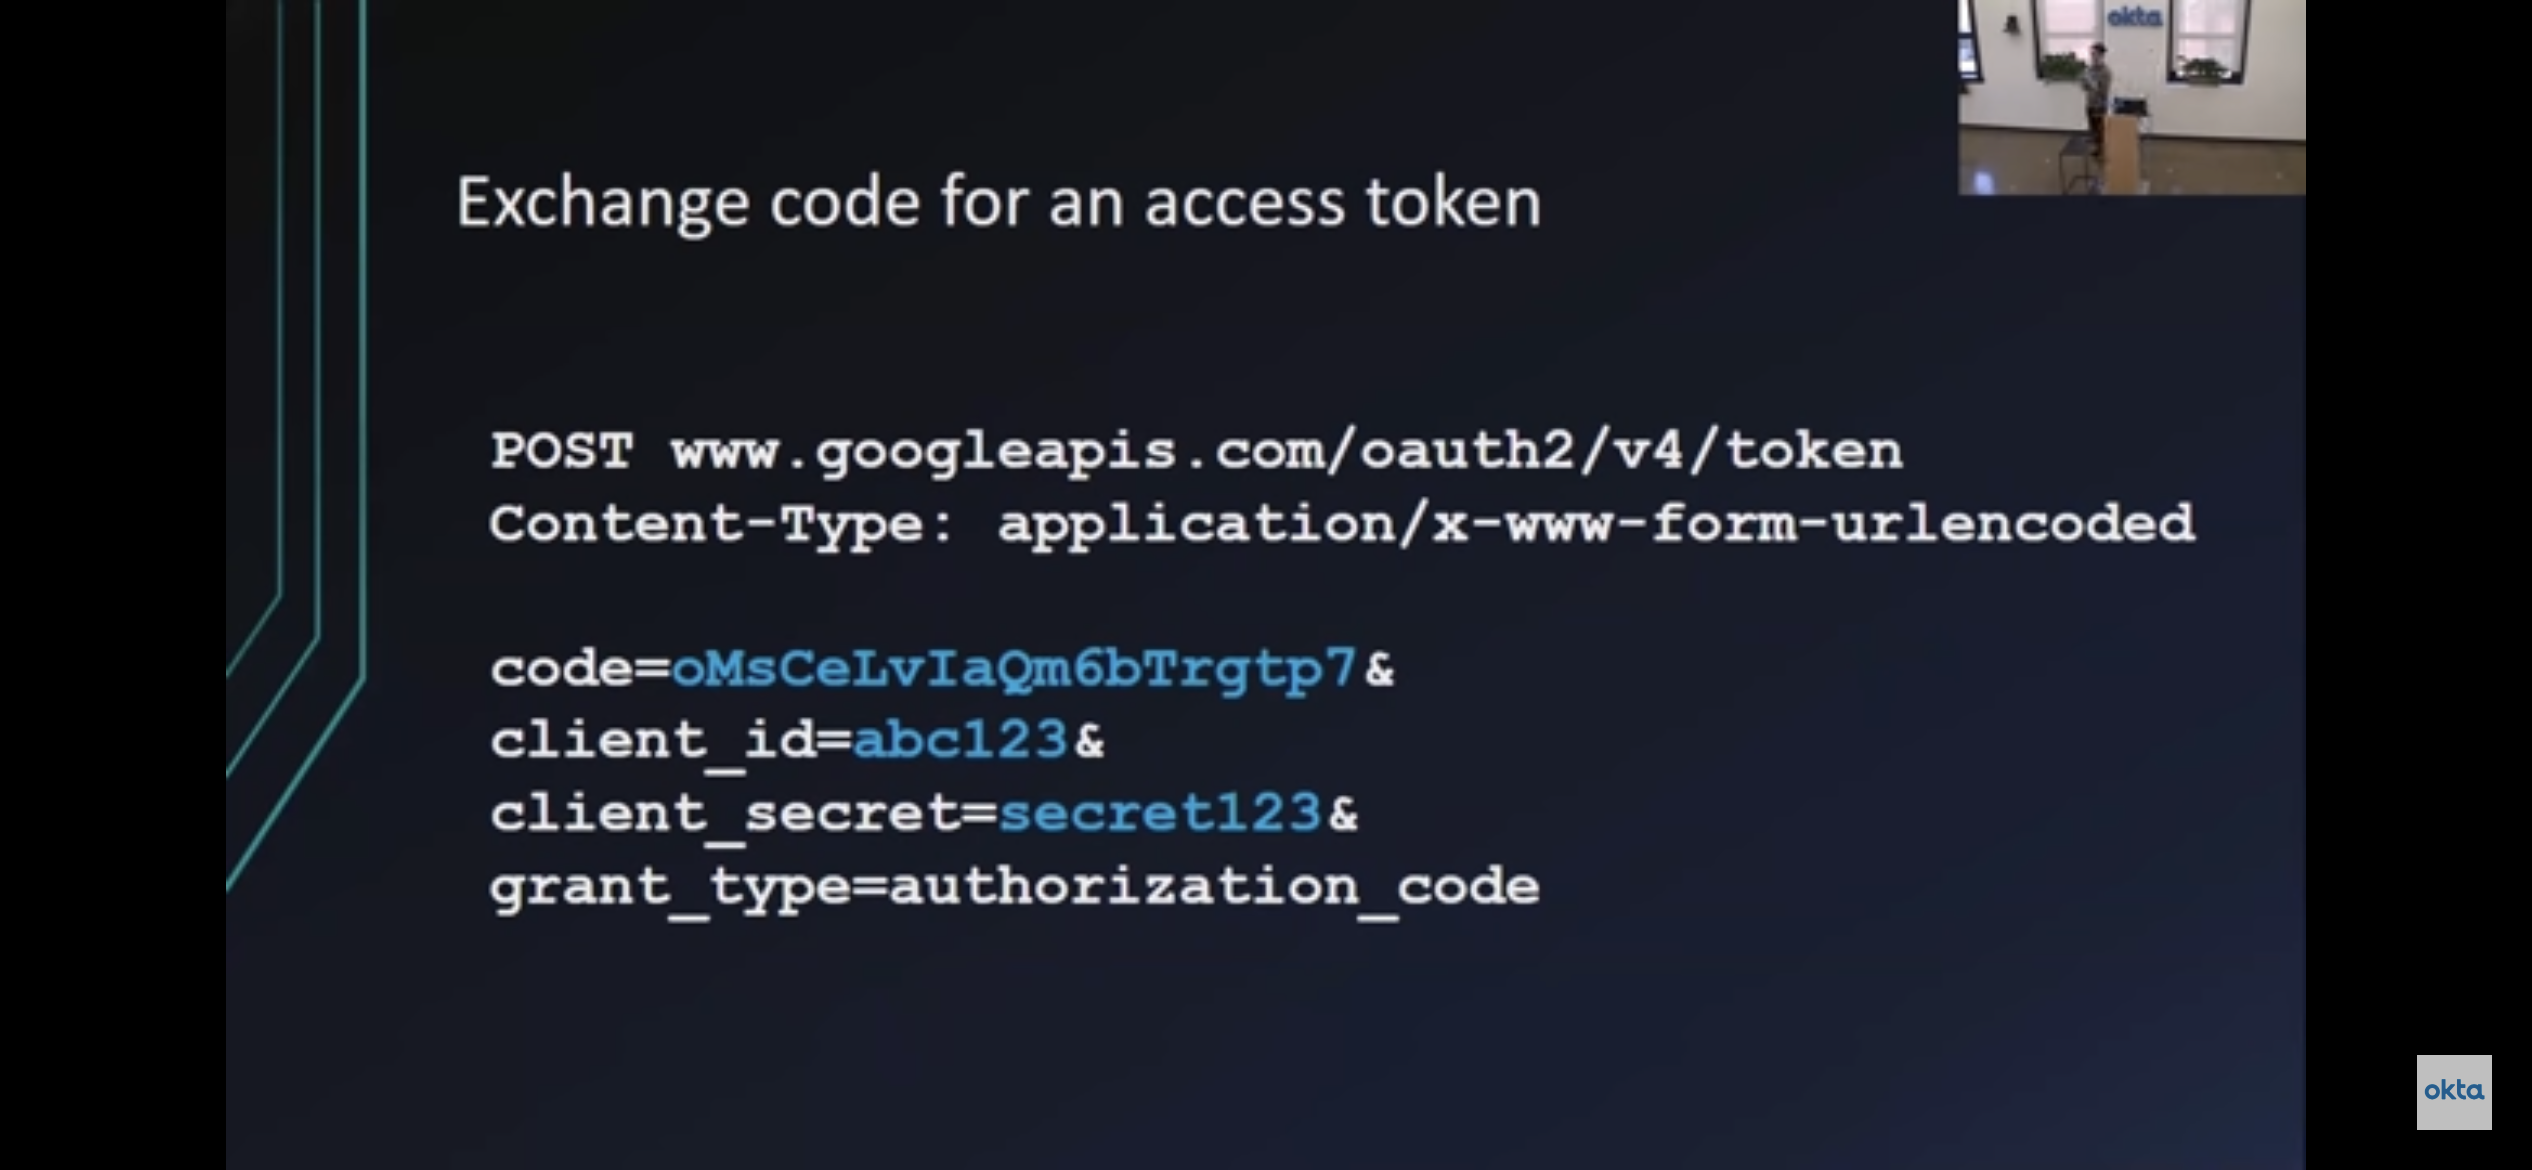 okta
Exchange code for an access token
POST www.googleapis.com/oauth2/v4/token
Content-Type: application/x-www-form-urlencoded
code=oMsCeLvIaQm6bTrgtp7&
client_id=abc123&
client_secret=secret123&
grant_type=authorization_code
okta